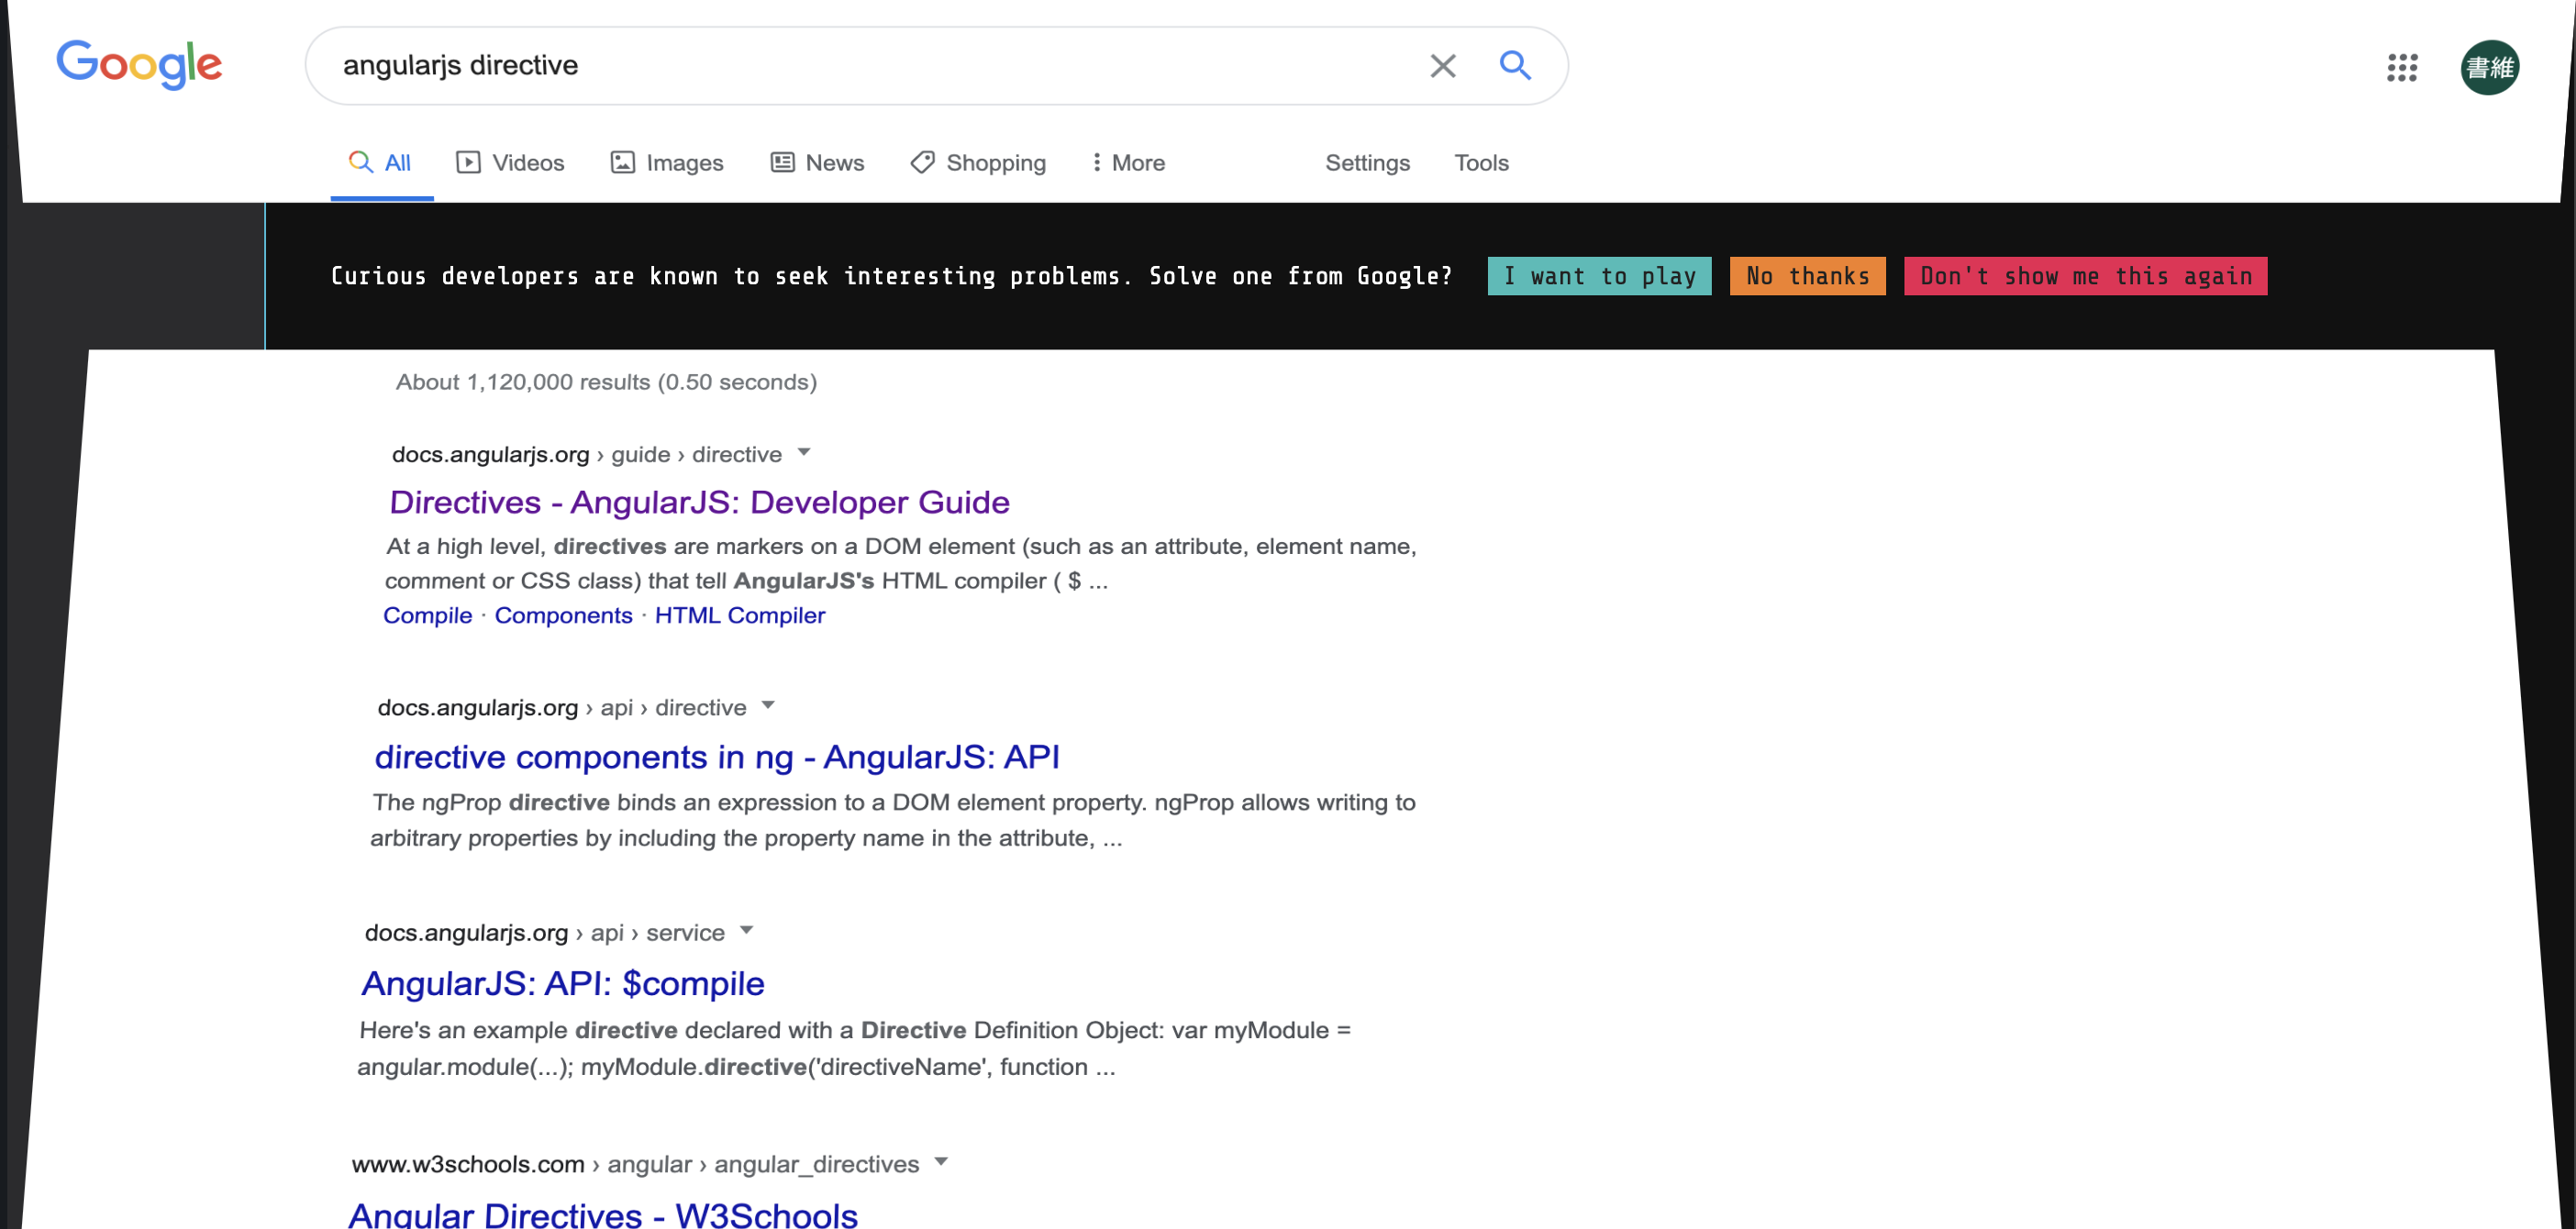 Google
angularjs directive
書維
All Videos Images News Shopping More Settings Tools
Curious developers are known to seek interesting problems. Solve one from Google? I want to play No thanks Don't show me this again
About 1,120,000 results (0.50 seconds)
docs.angularjs.org › guide › directive
Directives - AngularJS: Developer Guide
At a high level, directives are markers on a DOM element (such as an attribute, element name,
comment or CSS class) that tell AngularJS's HTML compiler ( $ ...
Compile · Components · HTML Compiler
docs.angularjs.org › api › directive
directive components in ng - AngularJS: API
The ngProp directive binds an expression to a DOM element property. ngProp allows writing to
arbitrary properties by including the property name in the attribute, ...
docs.angularjs.org › api › service
AngularJS: API: $compile
Here's an example directive declared with a Directive Definition Object: var myModule =
angular.module(...); myModule.directive('directiveName', function ...
www.w3schools.com › angular › angular_directives
Angular Directives - W3Schools